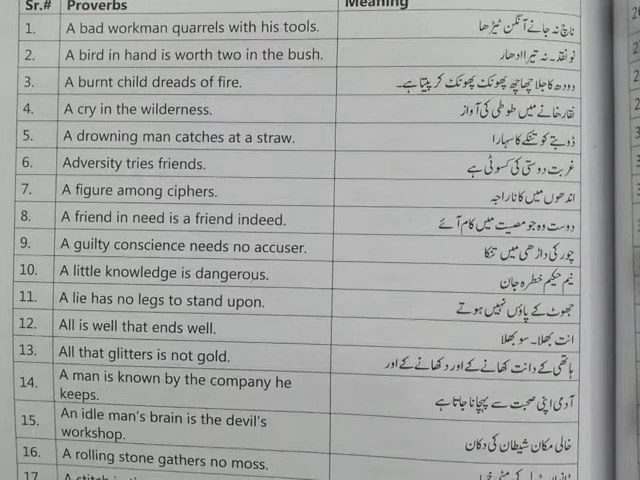 Sr.# Proverbs Meaning
1. A bad workman quarrels with his tools. ناچ نہ جانے آنگن ٹیڑھا
2. A bird in hand is worth two in the bush. نو نقد۔ نہ تیرا ادھار
3. A burnt child dreads of fire. دودھ کا جلا چھاچھ پھونک پھونک کر پیتا ہے۔
4. A cry in the wilderness. نقار خانے میں طوطی کی آواز
5. A drowning man catches at a straw. ڈوبتے کو تنکے کا سہارا
6. Adversity tries friends. غربت دوستی کی کسوٹی ہے
7. A figure among ciphers. اندھوں میں کانا راجہ
8. A friend in need is a friend indeed. دوست وہ جو مصیبت میں کام آئے
9. A guilty conscience needs no accuser. چور کی داڑھی میں تنکا
10. A little knowledge is dangerous. نیم حکیم خطرہ جان
11. A lie has no legs to stand upon. جھوٹ کے پاؤں نہیں ہوتے
12. All is well that ends well. انت بھلا۔ سو بھلا
13. All that glitters is not gold. ہاتھی کے دانت کھانے کے اور دکھانے کے اور
14. A man is known by the company he
keeps. آدمی اپنی صحبت سے پہچانا جاتا ہے
15. An idle man's brain is the devil's
workshop. خالی مکان شیطان کی دکان
16. A rolling stone gathers no moss.
17.